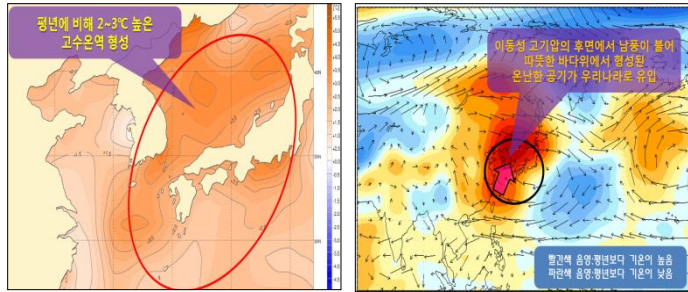 평년에 비해 2~3℃ 높은
고수온역 형성
이동성 고기압의 후면에서 남풍이 불어
따뜻한 바다위에서 형성된
온난한 공기가 우리나라로 유입
빨간색 음영:평년보다 기온이 높음
파란색 음영:평년보다 기온이 낮음